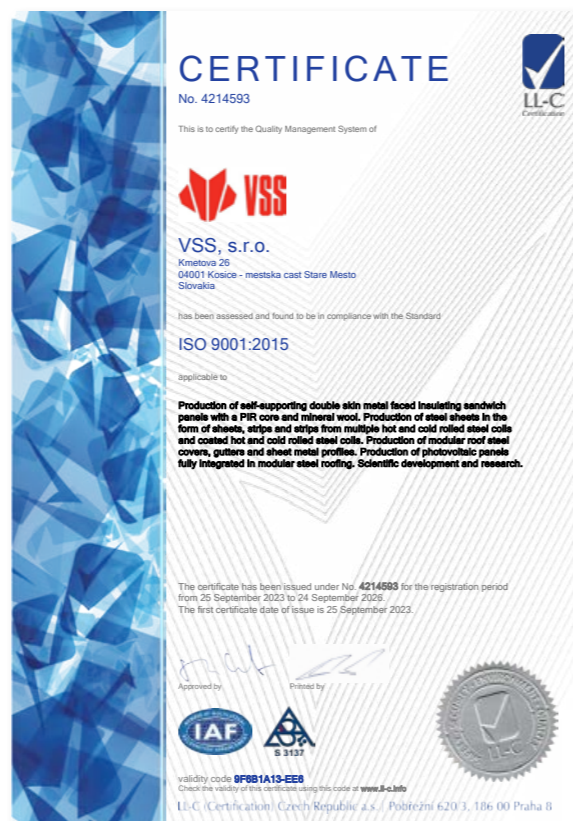 CERTIFICATE
No. 4214593
LL-C
Certification
This is to certify the Quality Management System of
VSS
VSS, s.r.o.
Kmetova 26
04001 Kosice - mestska cast Stare Mesto
Slovakia
has been assessed and found to be in compliance with the Standard
ISO 9001:2015
applicable to
Production of self-supporting double skin metal faced insulating sandwich
panels with a PIR core and mineral wool. Production of steel sheets in the
form of sheets, strips and strips from multiple hot and cold rolled steel coils
and coated hot and cold rolled steel coils. Production of modular roof steel
covers, gutters and sheet metal profiles. Production of photovoltaic panels
fully integrated in modular steel roofing. Scientific development and research.
The certificate has been issued under No. 4214593 for the registration period
from 25 September 2023 to 24 September 2026.
The first certificate date of issue is 25 September 2023.
Approved by
Printed by
IAF
S 3137
LL-C
validity code 9F6B1A13-EE6
Check the validity of this certificate using this code at www.ll-c.info
LL-C (Certification) Czech Republic a.s. / Pobřežní 620/3, 186 00 Praha 8